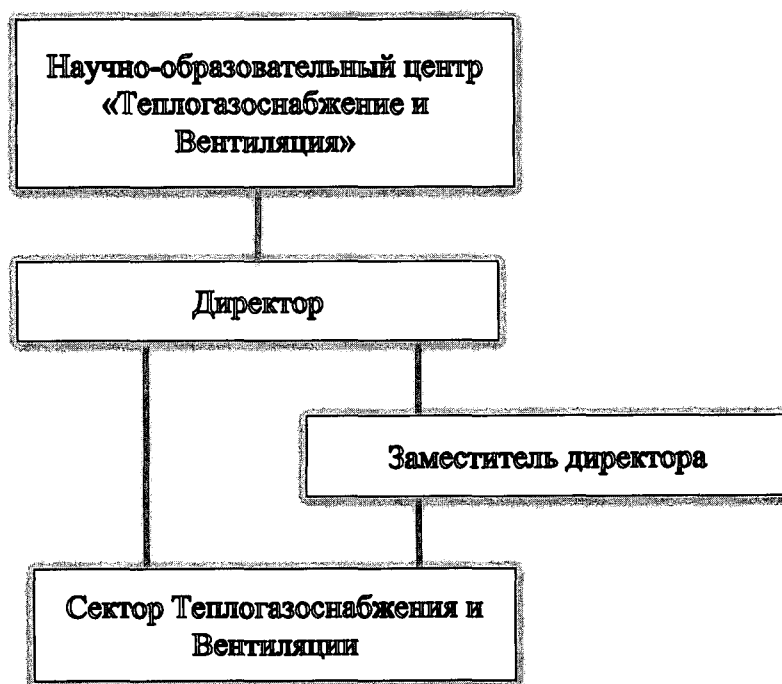 Научно-образовательный центр
«Теплогазоснабжение и
Вентиляция»
Директор
Заместитель директора
Сектор Теплогазоснабжения и
Вентиляции